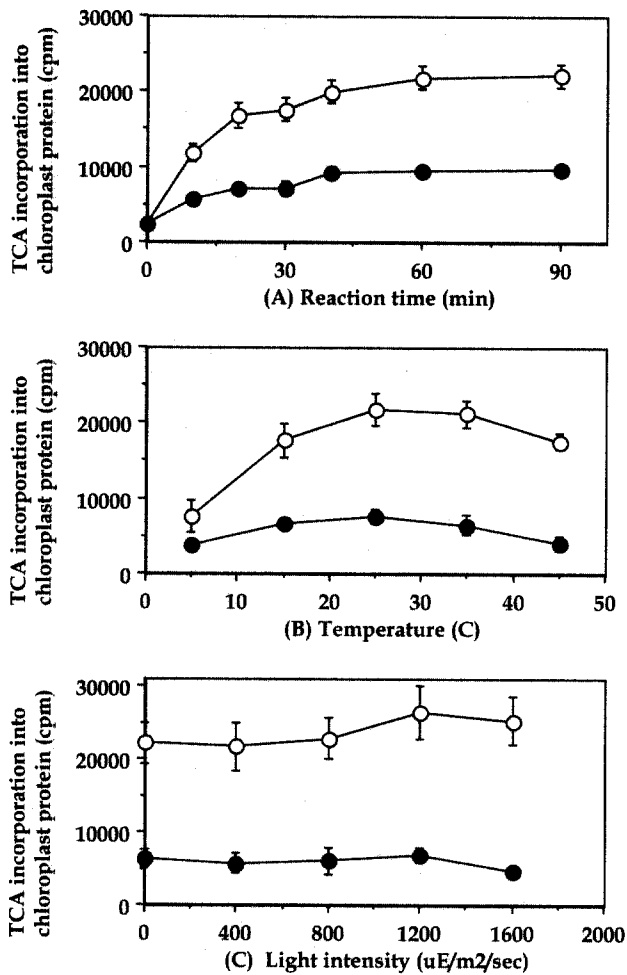 TCA incorporation into
chloroplast protein (cpm)
30000
20000
10000
0
0 30 60 90
(A) Reaction time (min)
TCA incorporation into
chloroplast protein (cpm)
30000
20000
10000
0
0 10 20 30 40 50
(B) Temperature (C)
TCA incorporation into
chloroplast protein (cpm)
30000
20000
10000
0
0 400 800 1200 1600 2000
(C) Light intensity (uE/m2/sec)